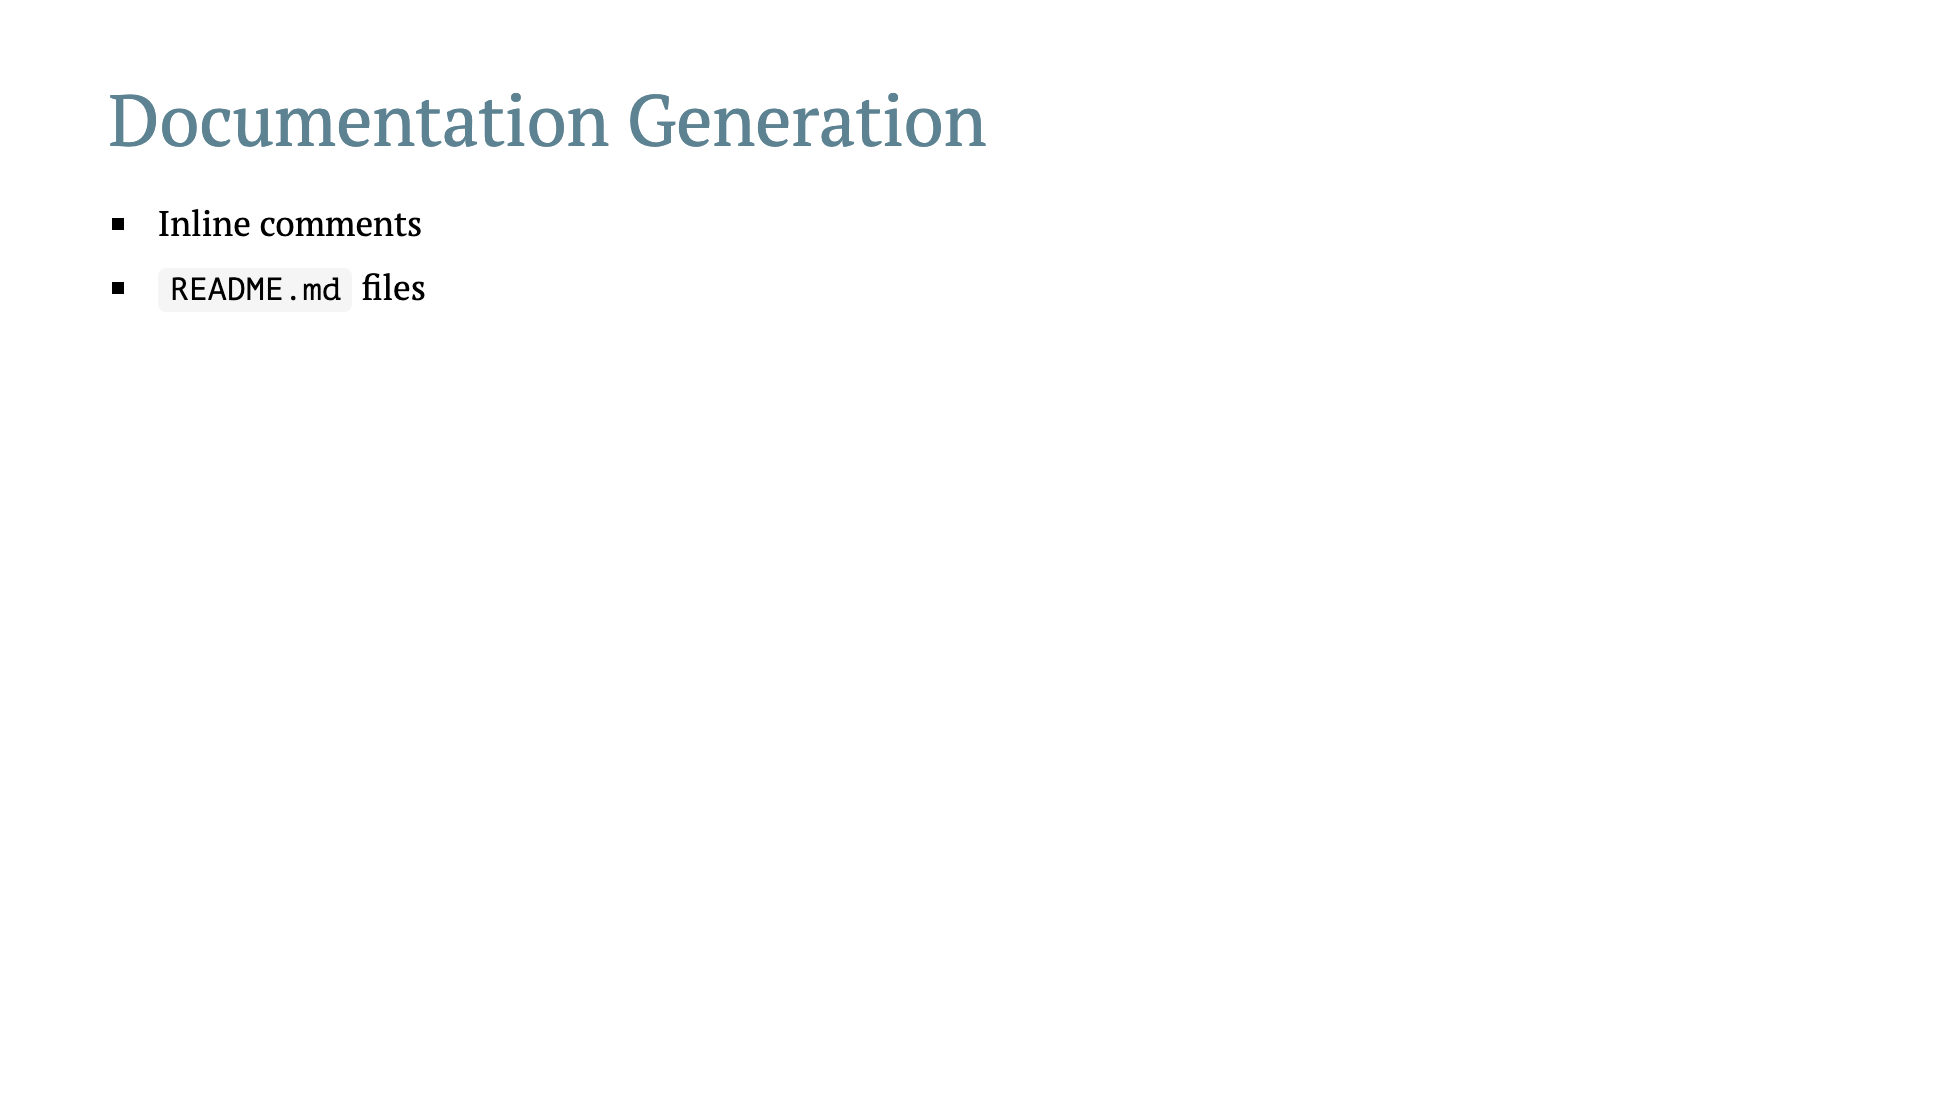 Documentation Generation
▪ Inline comments
▪ README.md files